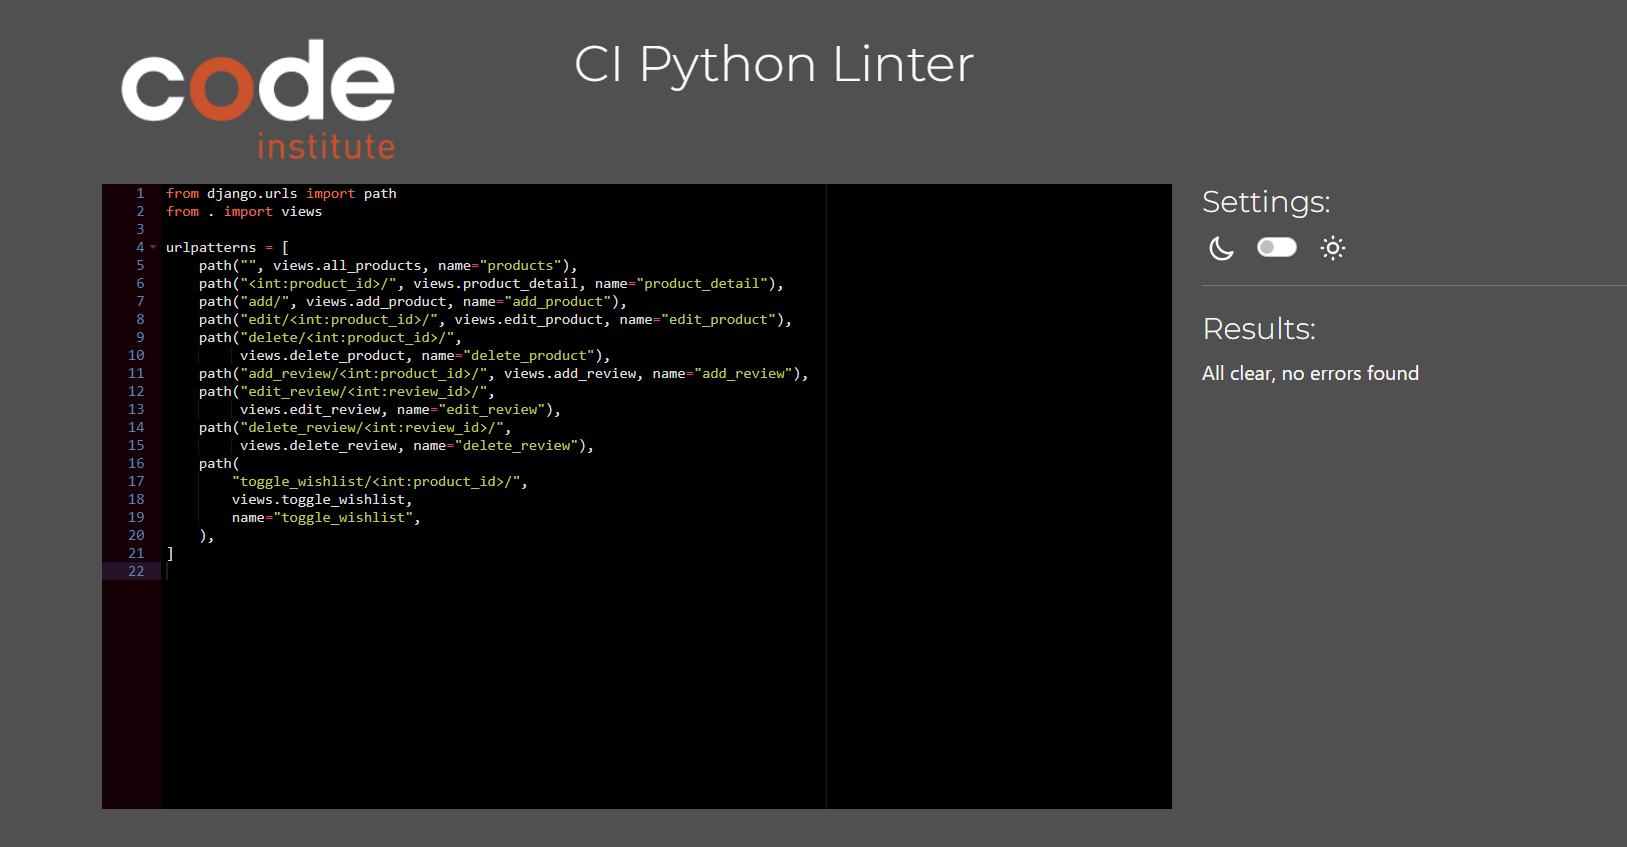 code
institute
CI Python Linter
1 from django.urls import path
2 from . import views
3
4 urlpatterns = [
5     path("", views.all_products, name="products"),
6     path("<int:product_id>/", views.product_detail, name="product_detail"),
7     path("add/", views.add_product, name="add_product"),
8     path("edit/<int:product_id>/", views.edit_product, name="edit_product"),
9     path("delete/<int:product_id>/",
10          views.delete_product, name="delete_product"),
11     path("add_review/<int:product_id>/", views.add_review, name="add_review"),
12     path("edit_review/<int:review_id>/",
13          views.edit_review, name="edit_review"),
14     path("delete_review/<int:review_id>/",
15          views.delete_review, name="delete_review"),
16     path(
17         "toggle_wishlist/<int:product_id>/",
18         views.toggle_wishlist,
19         name="toggle_wishlist",
20     ),
21 ]
22
Settings:
Results:
All clear, no errors found